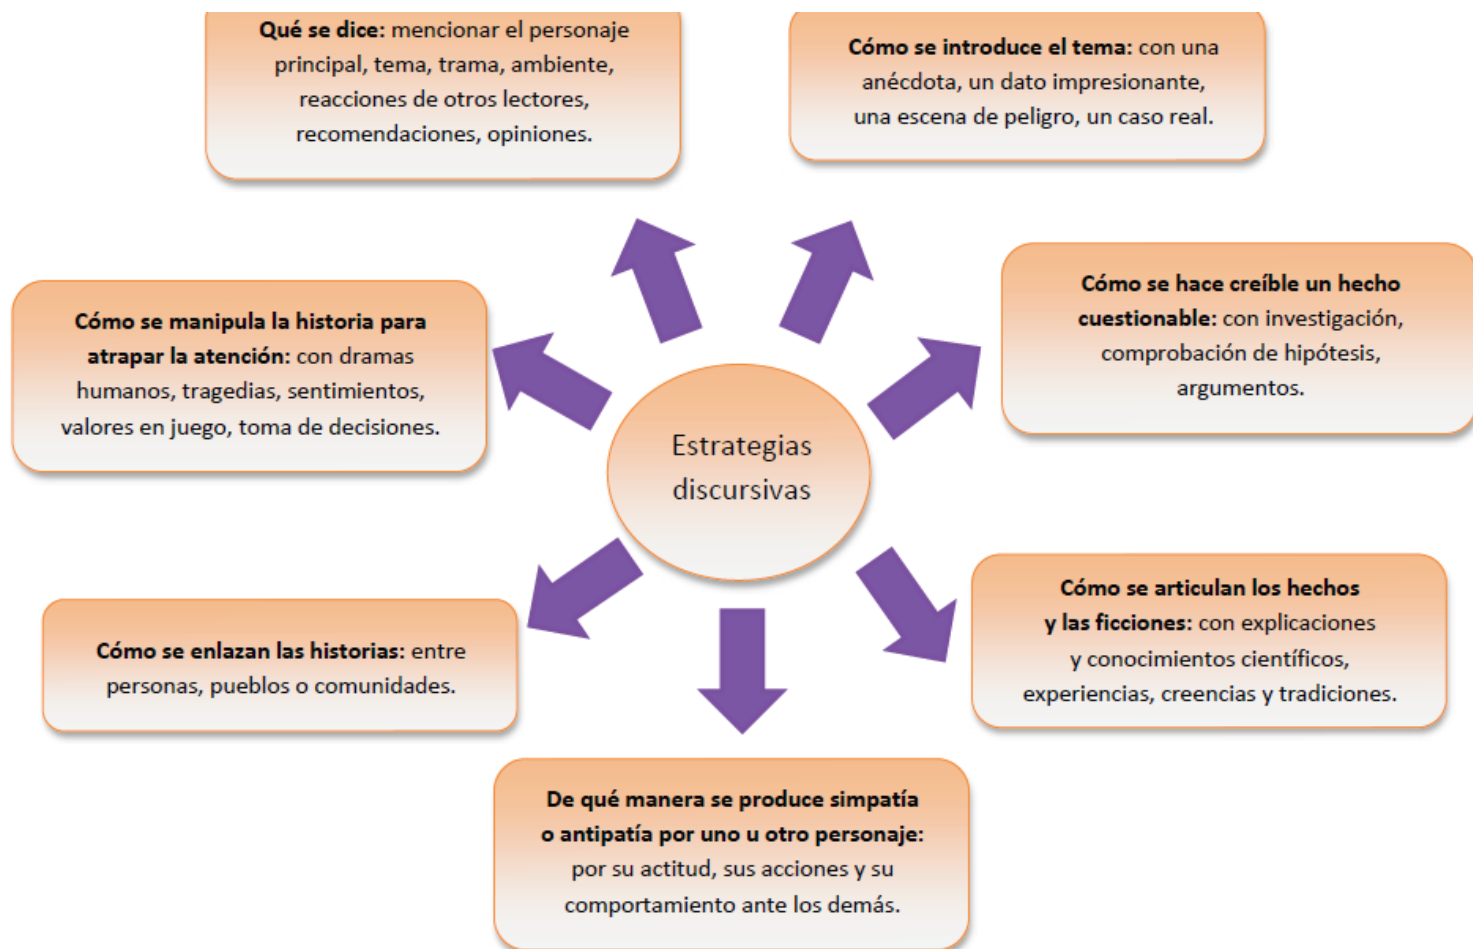 Qué se dice: mencionar el personaje
principal, tema, trama, ambiente,
reacciones de otros lectores,
recomendaciones, opiniones.
Cómo se introduce el tema: con una
anécdota, un dato impresionante,
una escena de peligro, un caso real.
Cómo se manipula la historia para
atrapar la atención: con dramas
humanos, tragedias, sentimientos,
valores en juego, toma de decisiones.
Cómo se hace creíble un hecho
cuestionable: con investigación,
comprobación de hipótesis,
argumentos.
Estrategias
discursivas
Cómo se enlazan las historias: entre
personas, pueblos o comunidades.
Cómo se articulan los hechos
y las ficciones: con explicaciones
y conocimientos científicos,
experiencias, creencias y tradiciones.
De qué manera se produce simpatía
o antipatía por uno u otro personaje:
por su actitud, sus acciones y su
comportamiento ante los demás.